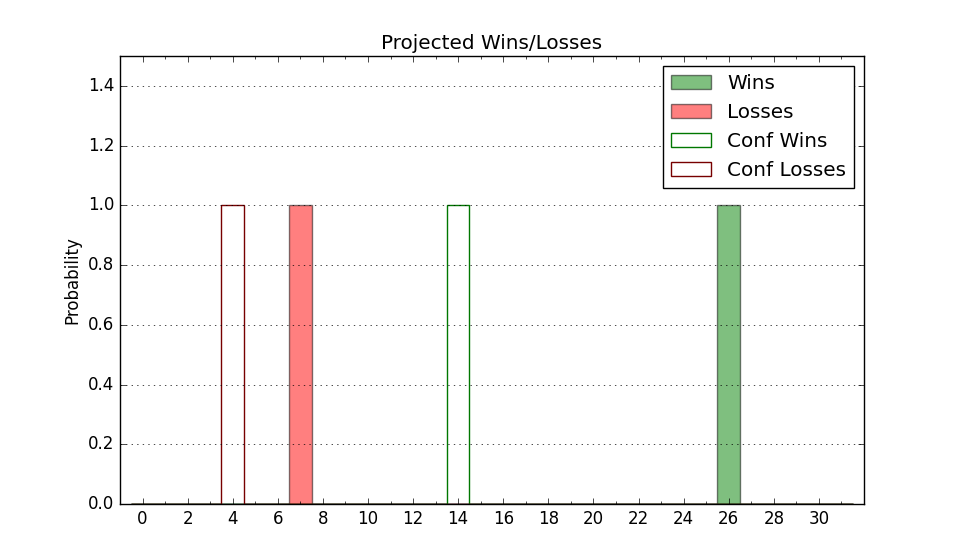 Projected Wins/Losses
1.4
1.2
1.0
0.8
0.6
0.4
0.2
0.0
Probability
Wins
Losses
Conf Wins
Conf Losses
0 2 4 6 8 10 12 14 16 18 20 22 24 26 28 30